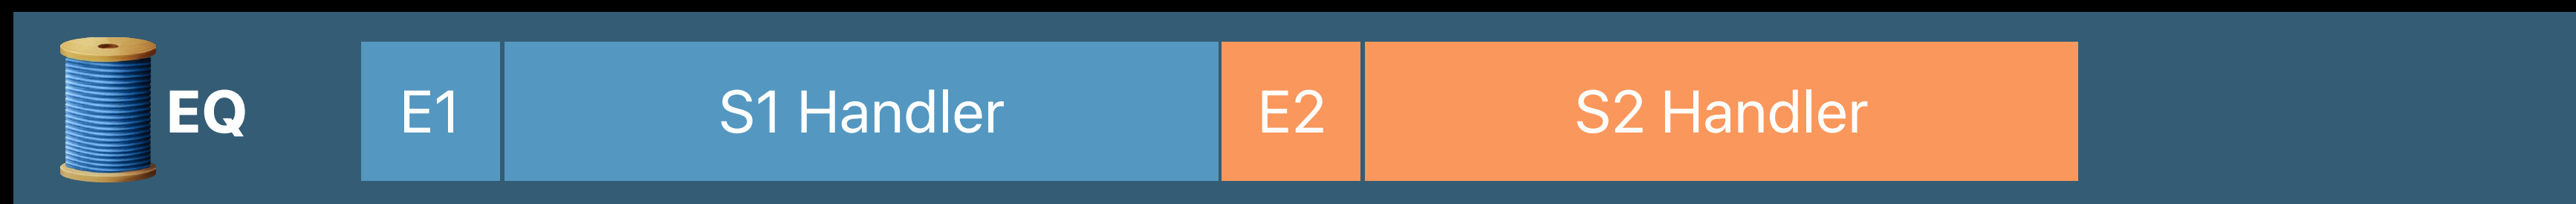 EQ E1 S1 Handler E2 S2 Handler